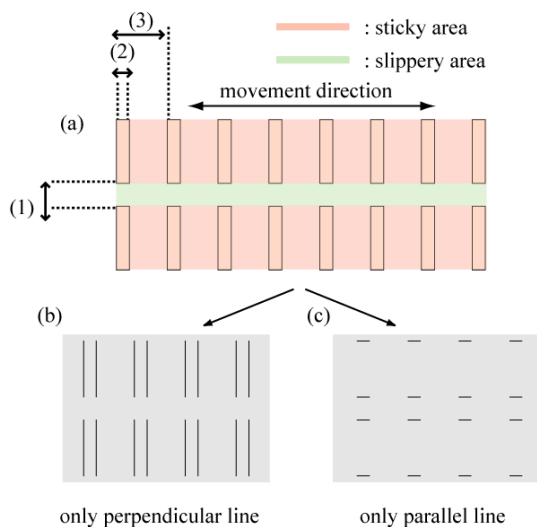 (3)
: sticky area
(2)
: slippery area
movement direction
(a)
(1)
(b)
(c)
only perpendicular line
only parallel line